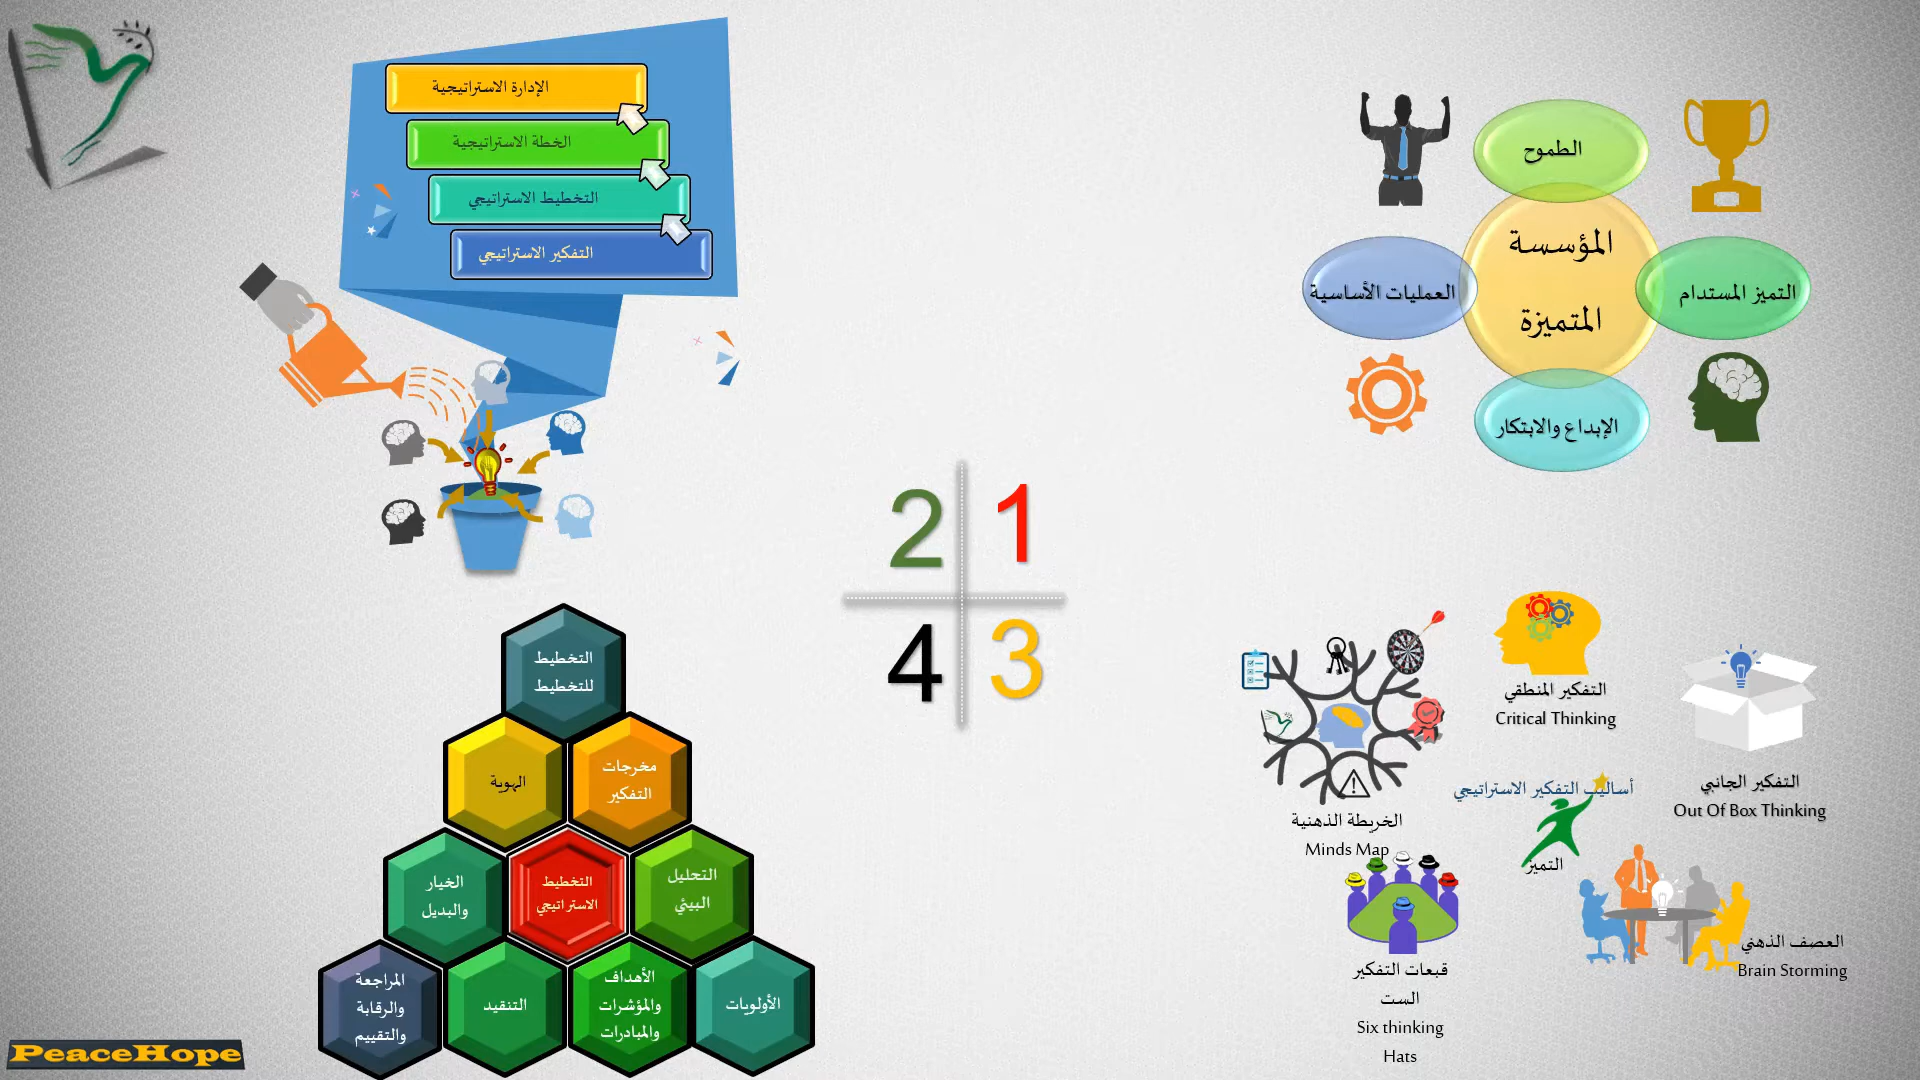 الطموح
المؤسسة
المتميزة
العمليات الأساسية
التميز المستدام
الإبداع والابتكار
الإدارة الاستراتيجية
الخطة الاستراتيجية
التخطيط الاستراتيجي
التفكير الاستراتيجي
1
2
3
4
التفكير المنطقي
Critical Thinking
التفكير الجانبي
Out Of Box Thinking
أساليب التفكير الاستراتيجي
التميز
الخريطة الذهنية
Minds Map
العصف الذهني
Brain Storming
قبعات التفكير
الست
Six thinking
Hats
التخطيط
للتخطيط
مخرجات
التفكير
الهوية
التحليل
البيئي
التخطيط
الاستراتيجي
الخيار
والبديل
الأولويات
الأهداف
والمؤشرات
والمبادرات
التنفيد
المراجعة
والرقابة
والتقييم
PeaceHope